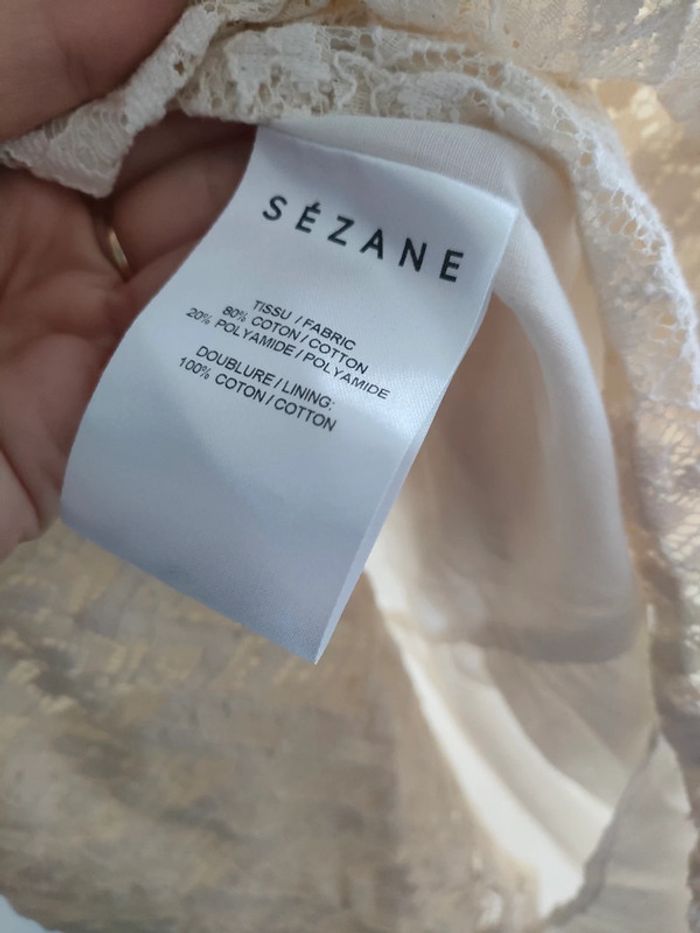 SÉZANE
TISSU / FABRIC
80% COTON / COTTON
20% POLYAMIDE / POLYAMIDE
DOUBLURE / LINING:
100% COTON / COTTON